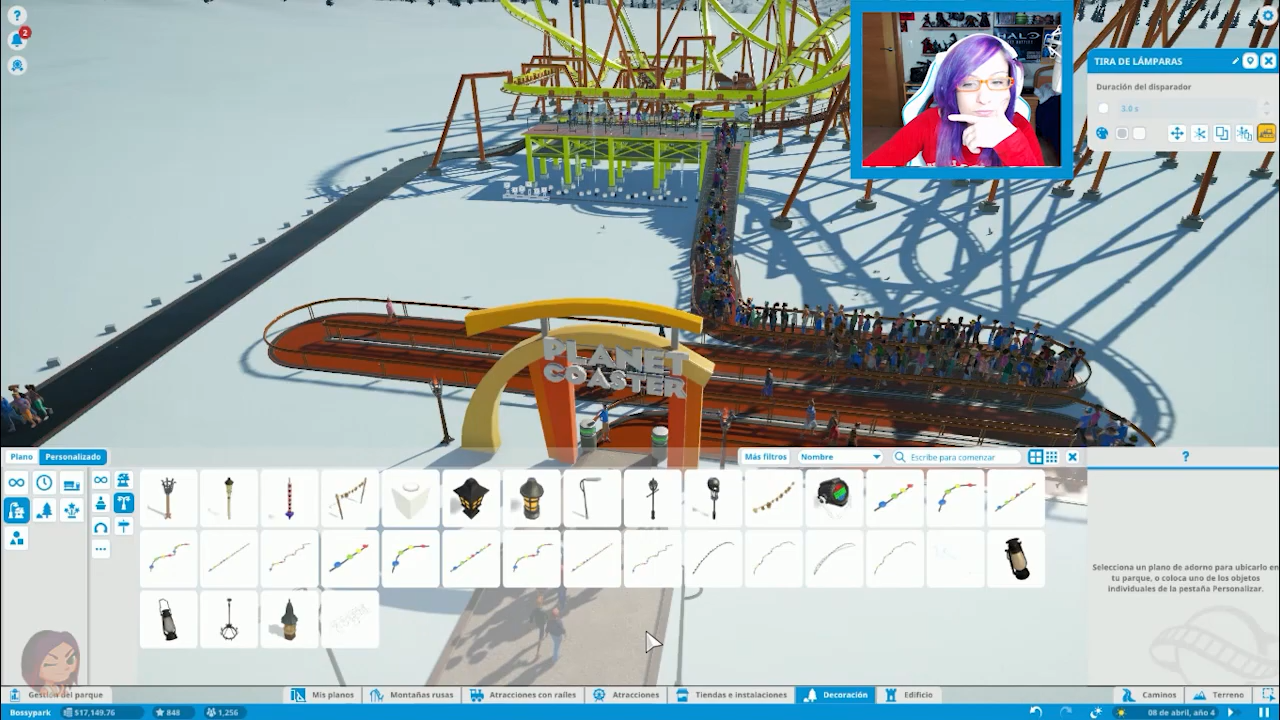 ?
2
HALO
TIRA DE LÁMPARAS
Duración del disparador
3.0 s
PLANET
COASTER
Plano
Personalizado
Más filtros
Nombre
Escribe para comenzar
?
Selecciona un plano de adorno para ubicarlo en
tu parque, o coloca uno de los objetos
individuales de la pestaña Personalizar.
Gestión del parque
Mis planos
Montañas rusas
Atracciones con raíles
Atracciones
Tiendas e instalaciones
Decoración
Edificio
Caminos
Terreno
Bossypark
$17,149.76
848
1,256
08 de abril, año 4